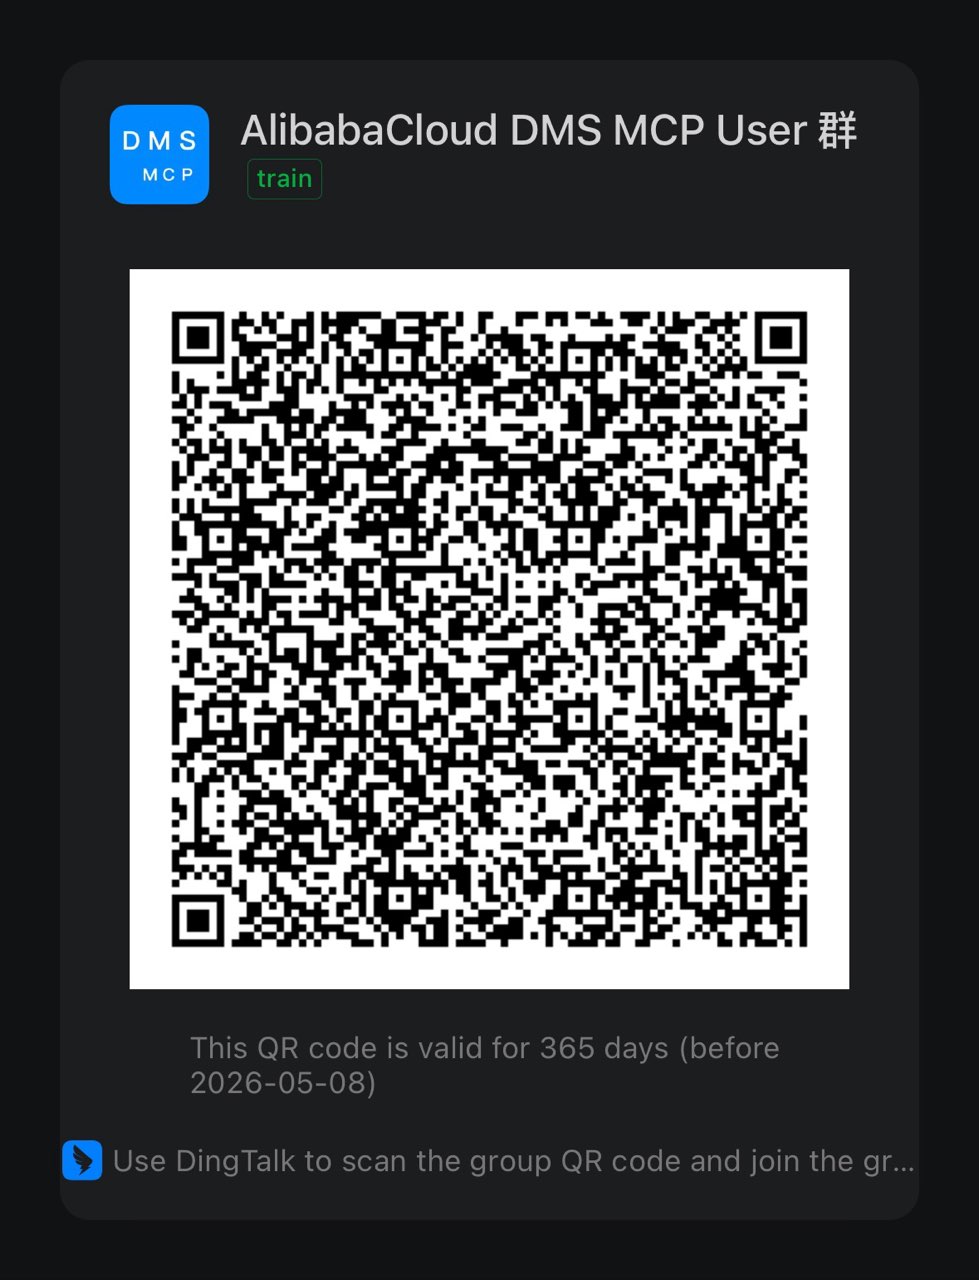 DMS
MCP
AlibabaCloud DMS MCP User 群
train
This QR code is valid for 365 days (before
2026-05-08)
Use DingTalk to scan the group QR code and join the gr...